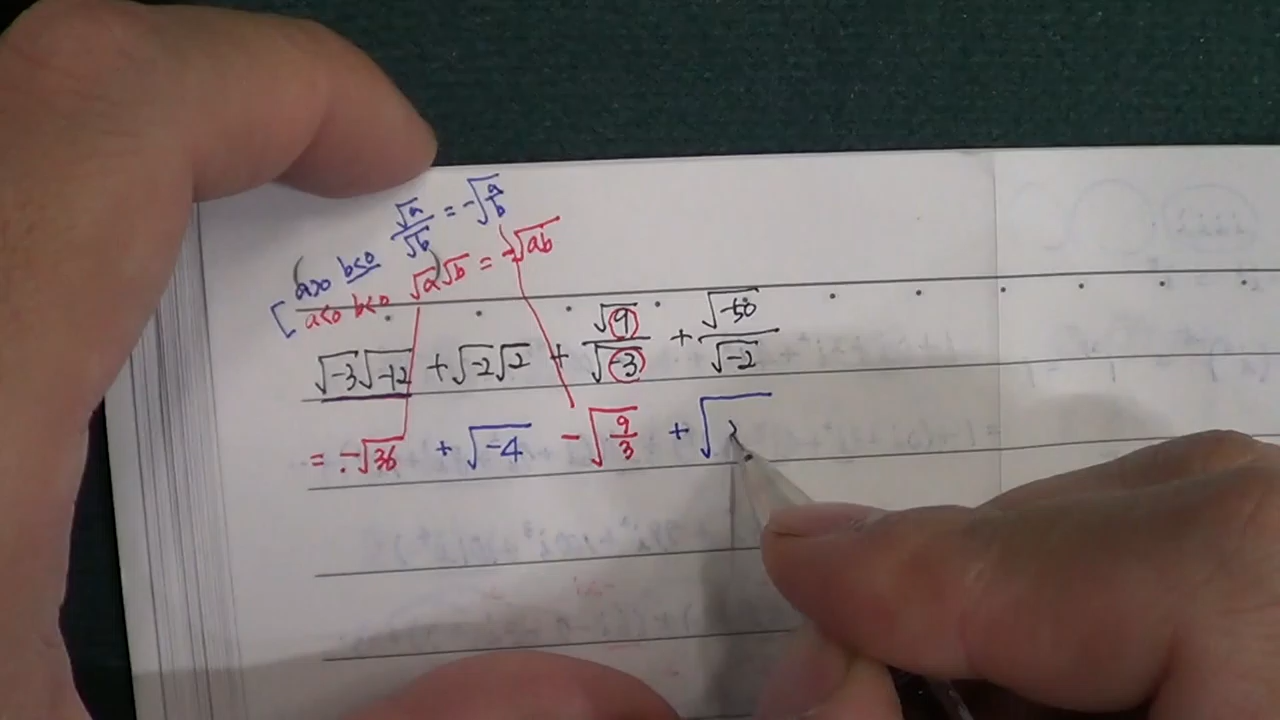 √a/√b = -√(a/b)
a>0 b<0
a<0 b<0 √a√b = -√ab
√-3√-12 + √-2√2 + √9/√-3 + √-50/√-2
= -√36 + √-4 - √(9/3) + √